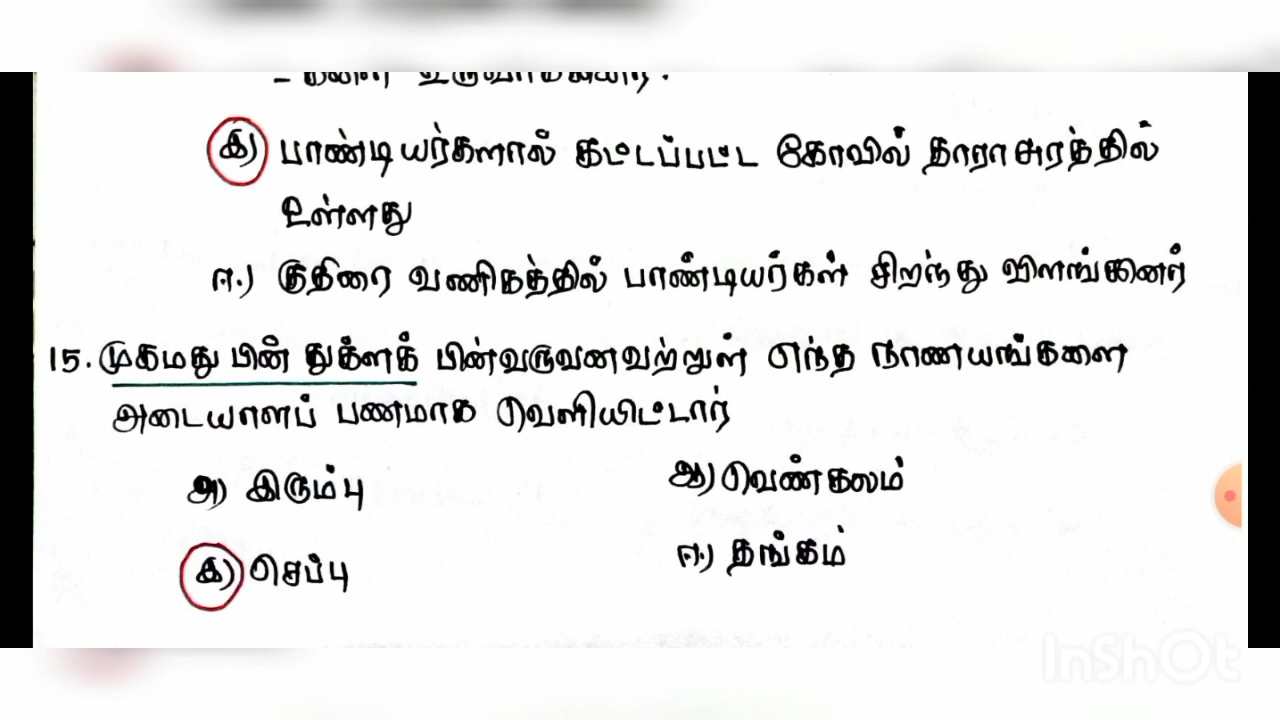 இ) பாண்டியர்களால் கட்டப்பட்ட கோவில் தாராசுரத்தில்
உள்ளது
ஈ.) குதிரை வணிகத்தில் பாண்டியர்கள் சிறந்து விளங்கினர்
15. முகமது பின் துக்ளக் பின்வருவனவற்றுள் எந்த நாணயங்களை
அடையாளப் பணமாக வெளியிட்டார்
அ) இரும்பு ஆ) வெண்கலம்
இ) செப்பு ஈ.) தங்கம்
InShOt